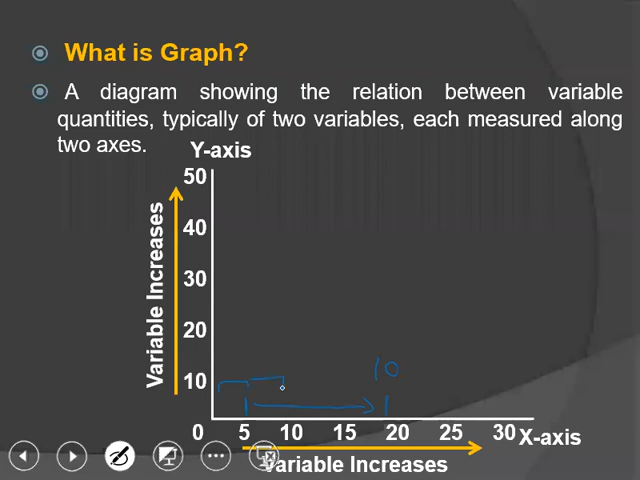 What is Graph?
A diagram showing the relation between variable
quantities, typically of two variables, each measured along
two axes.
Y-axis
50
40
30
20
10
Variable Increases
10
0 5 10 15 20 25 30 X-axis
Variable Increases